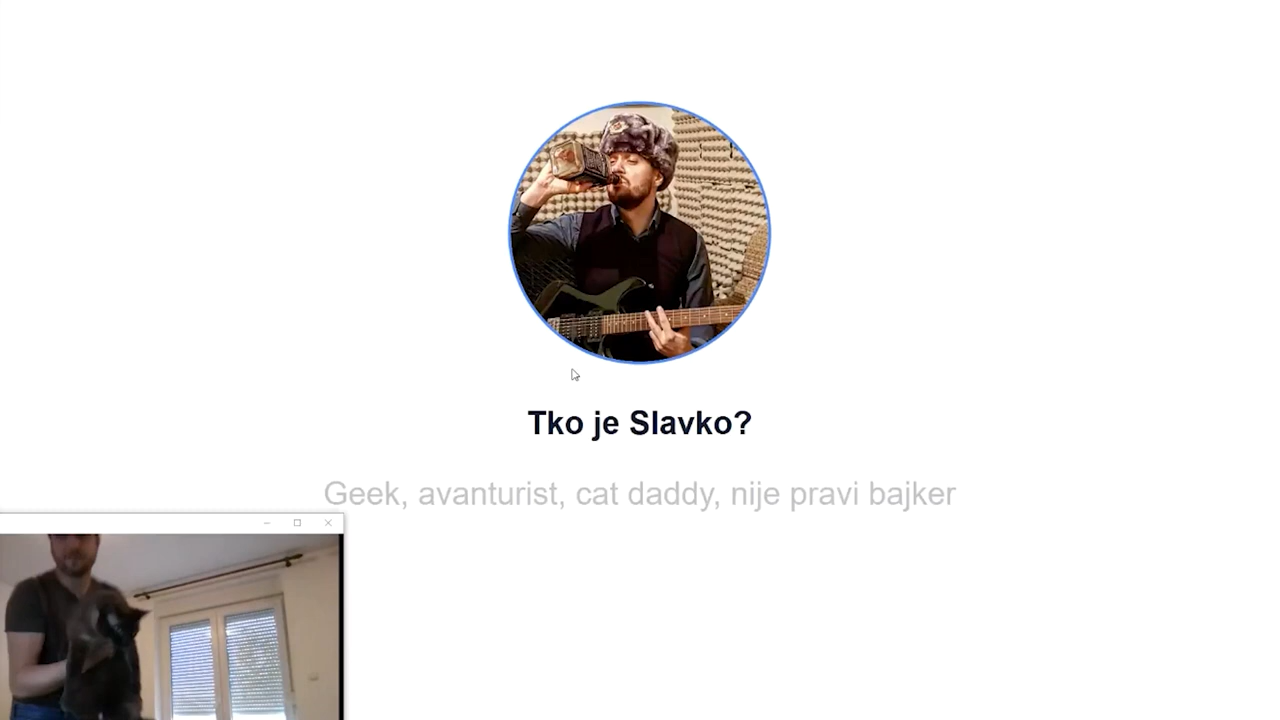 Tko je Slavko?
Geek, avanturist, cat daddy, nije pravi bajker